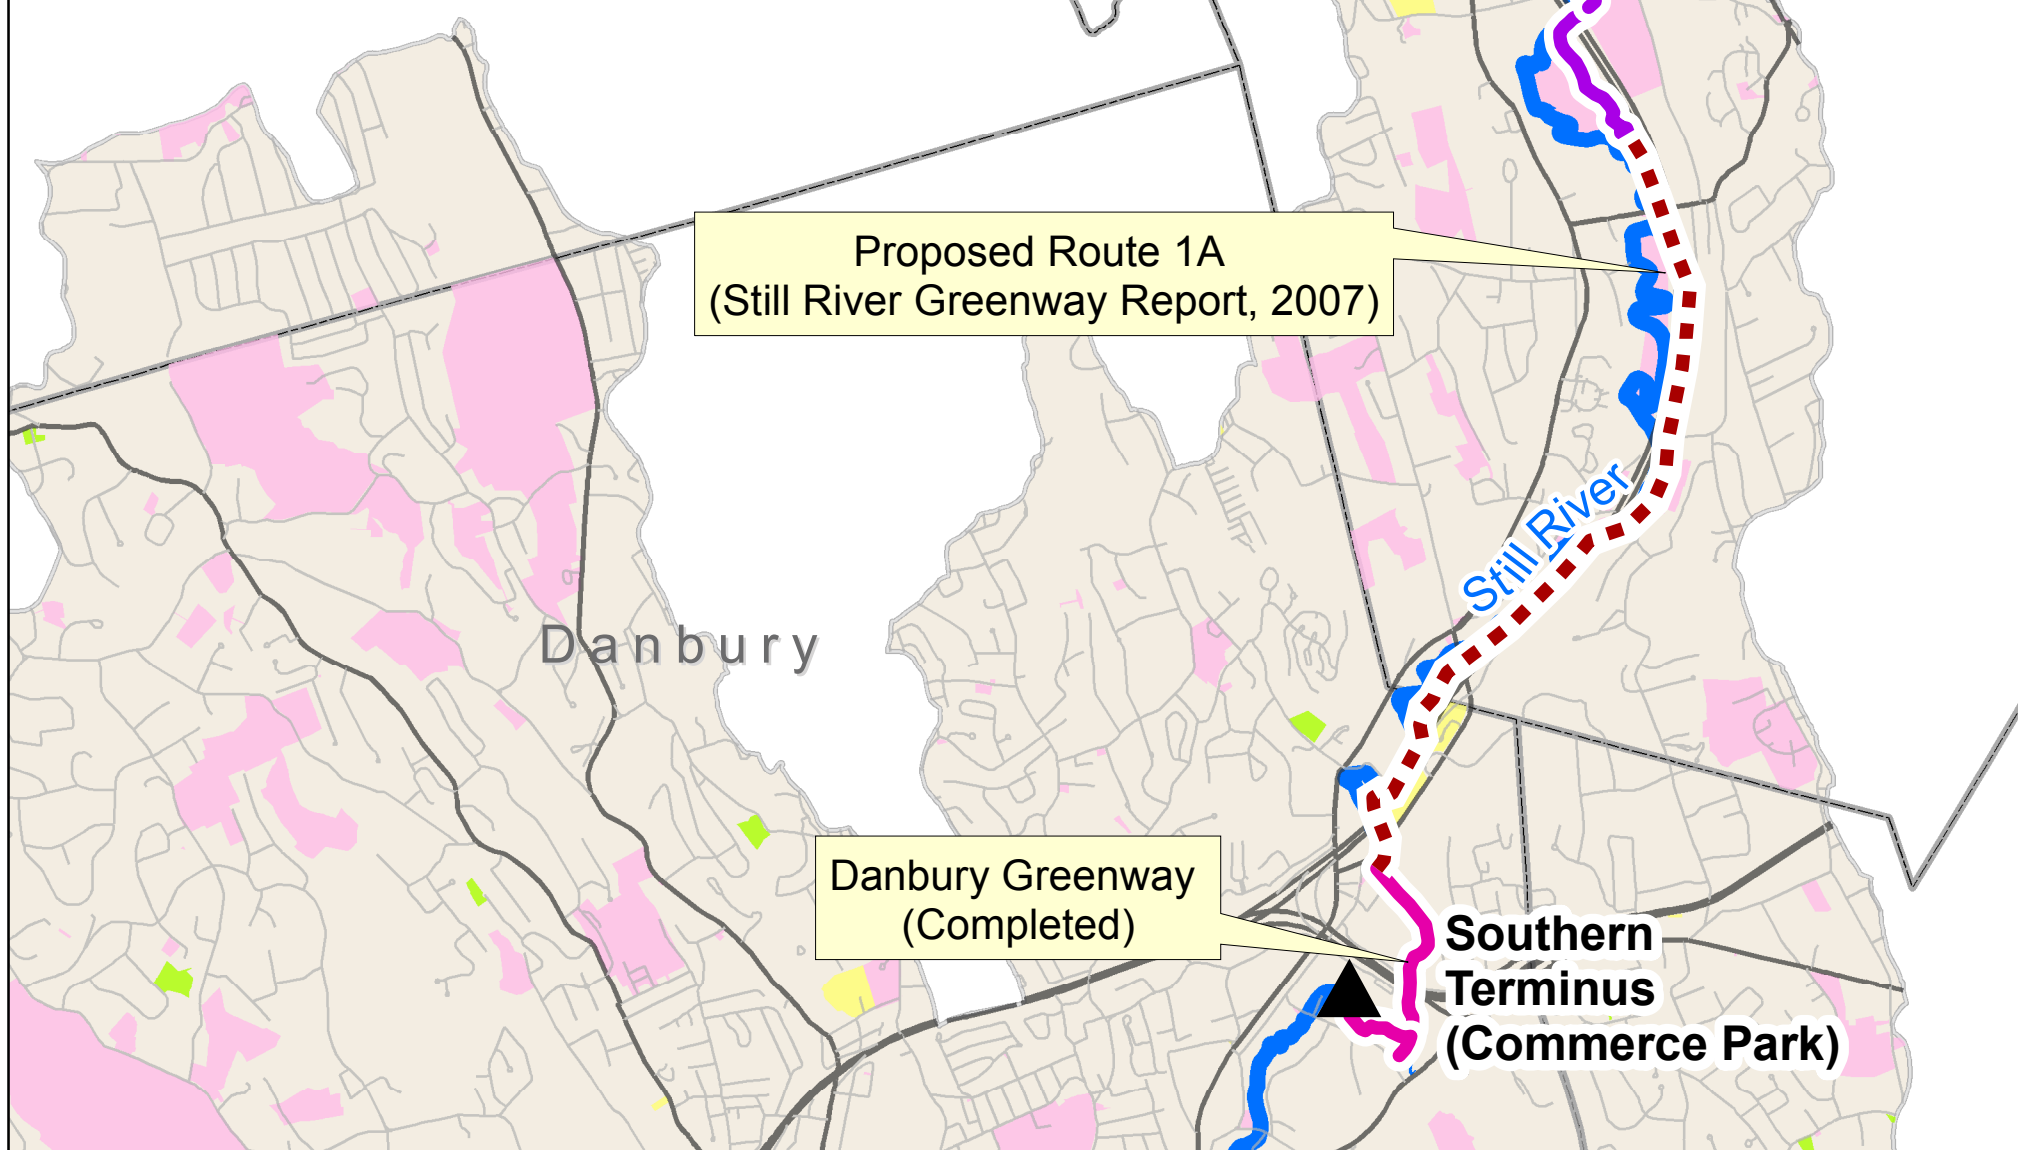 Proposed Route 1A
(Still River Greenway Report, 2007)
Still River
Danbury
Danbury Greenway
(Completed)
Southern
Terminus
(Commerce Park)